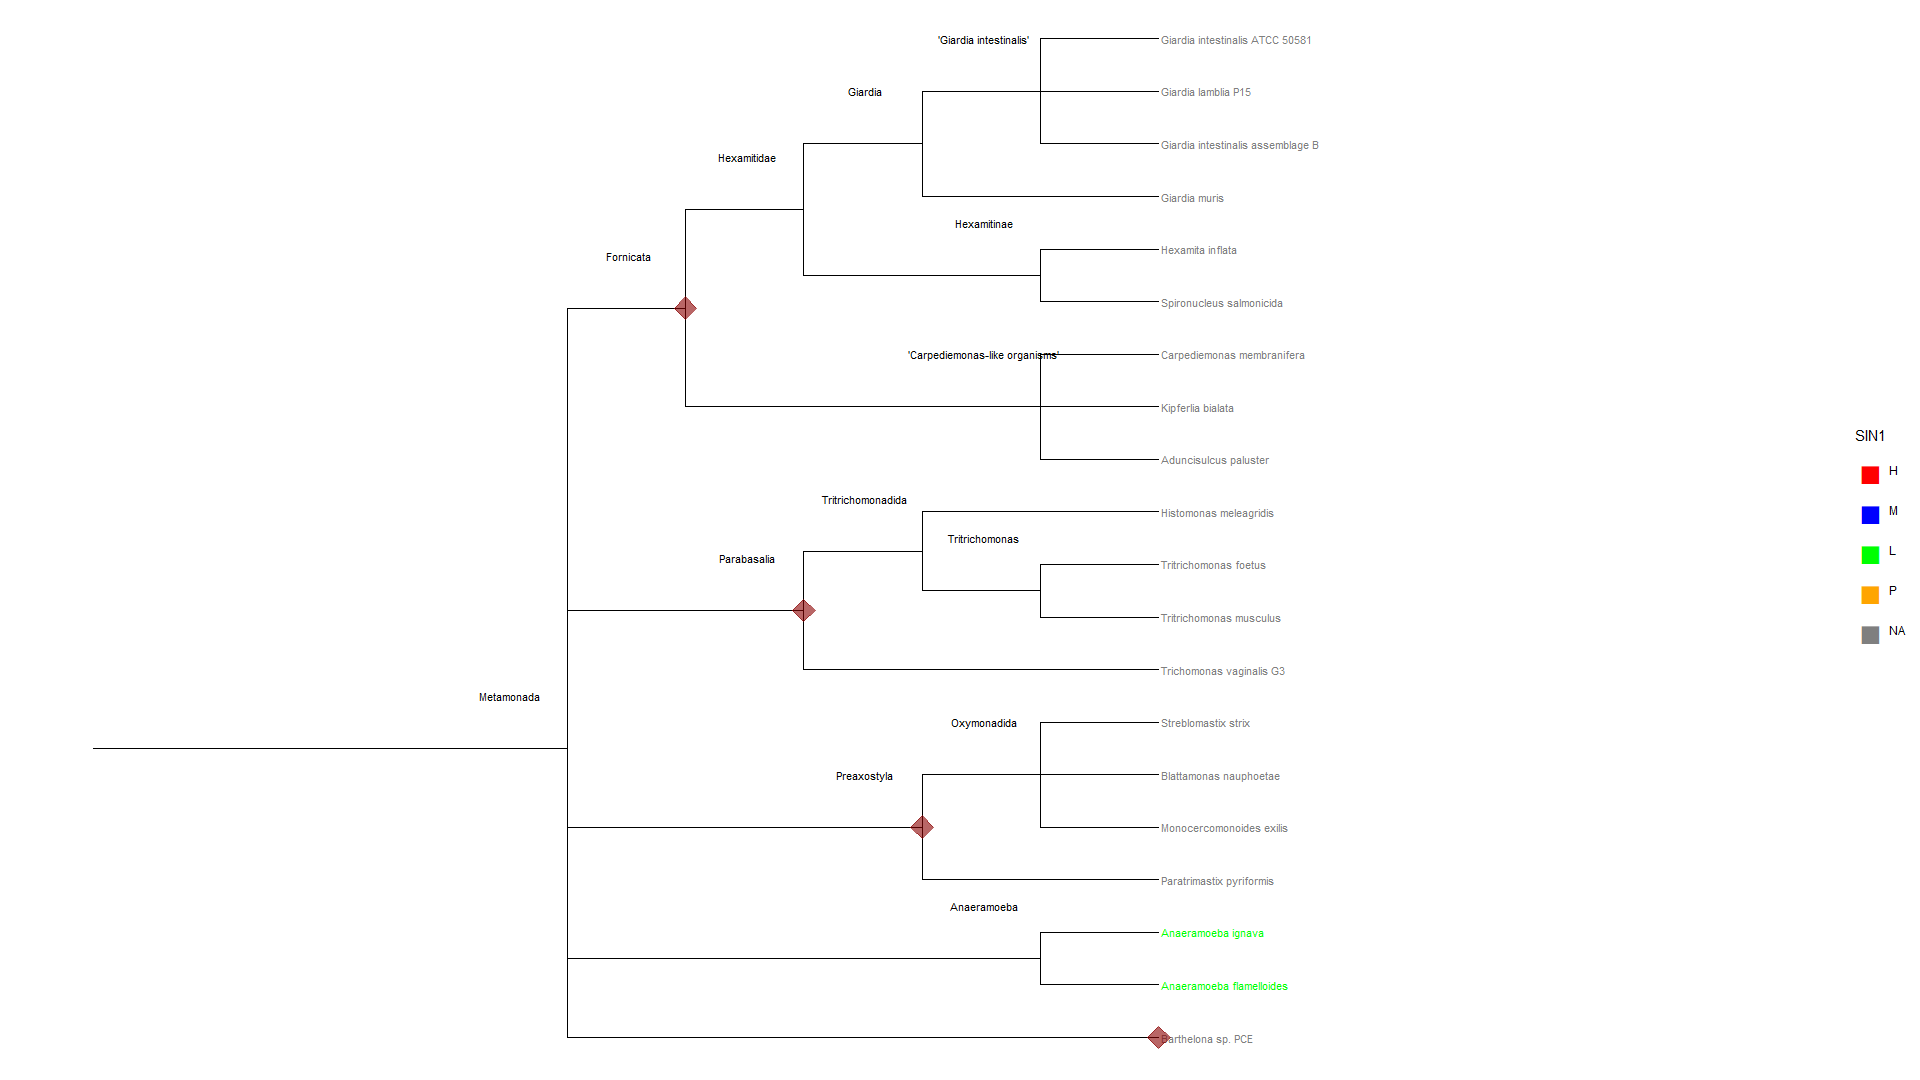 'Giardia intestinalis'
Giardia intestinalis ATCC 50581
Giardia
Giardia lamblia P15
Giardia intestinalis assemblage B
Hexamitidae
Giardia muris
Hexamitinae
Hexamita inflata
Fornicata
Spironucleus salmonicida
'Carpediemonas-like organisms'
Carpediemonas membranifera
Kipferlia bialata
Aduncisulcus paluster
Tritrichomonadida
Histomonas meleagridis
Tritrichomonas
Parabasalia
Tritrichomonas foetus
Tritrichomonas musculus
Trichomonas vaginalis G3
Metamonada
Oxymonadida
Streblomastix strix
Preaxostyla
Blattamonas nauphoetae
Monocercomonoides exilis
Paratrimastix pyriformis
Anaeramoeba
Anaeramoeba ignava
Anaeramoeba flamelloides
Barthelona sp. PCE
SIN1
H
M
L
P
NA